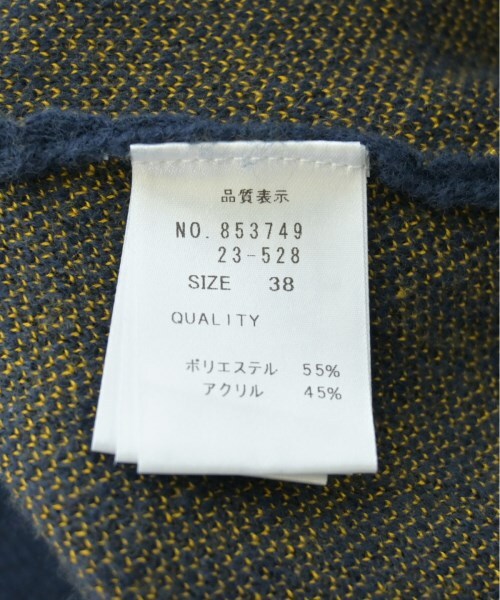 品質表示
NO. 853749
23-528
SIZE 38
QUALITY
ポリエステル 55%
アクリル 45%